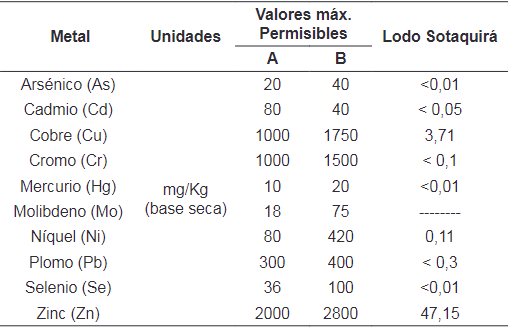 Metal Unidades Valores máx. Permisibles Lodo Sotaquirá
A B
Arsénico (As) 20 40 <0,01
Cadmio (Cd) 80 40 < 0,05
Cobre (Cu) 1000 1750 3,71
Cromo (Cr) 1000 1500 < 0,1
Mercurio (Hg) mg/Kg (base seca) 10 20 <0,01
Molibdeno (Mo) 18 75 --------
Níquel (Ni) 80 420 0,11
Plomo (Pb) 300 400 < 0,3
Selenio (Se) 36 100 <0,01
Zinc (Zn) 2000 2800 47,15